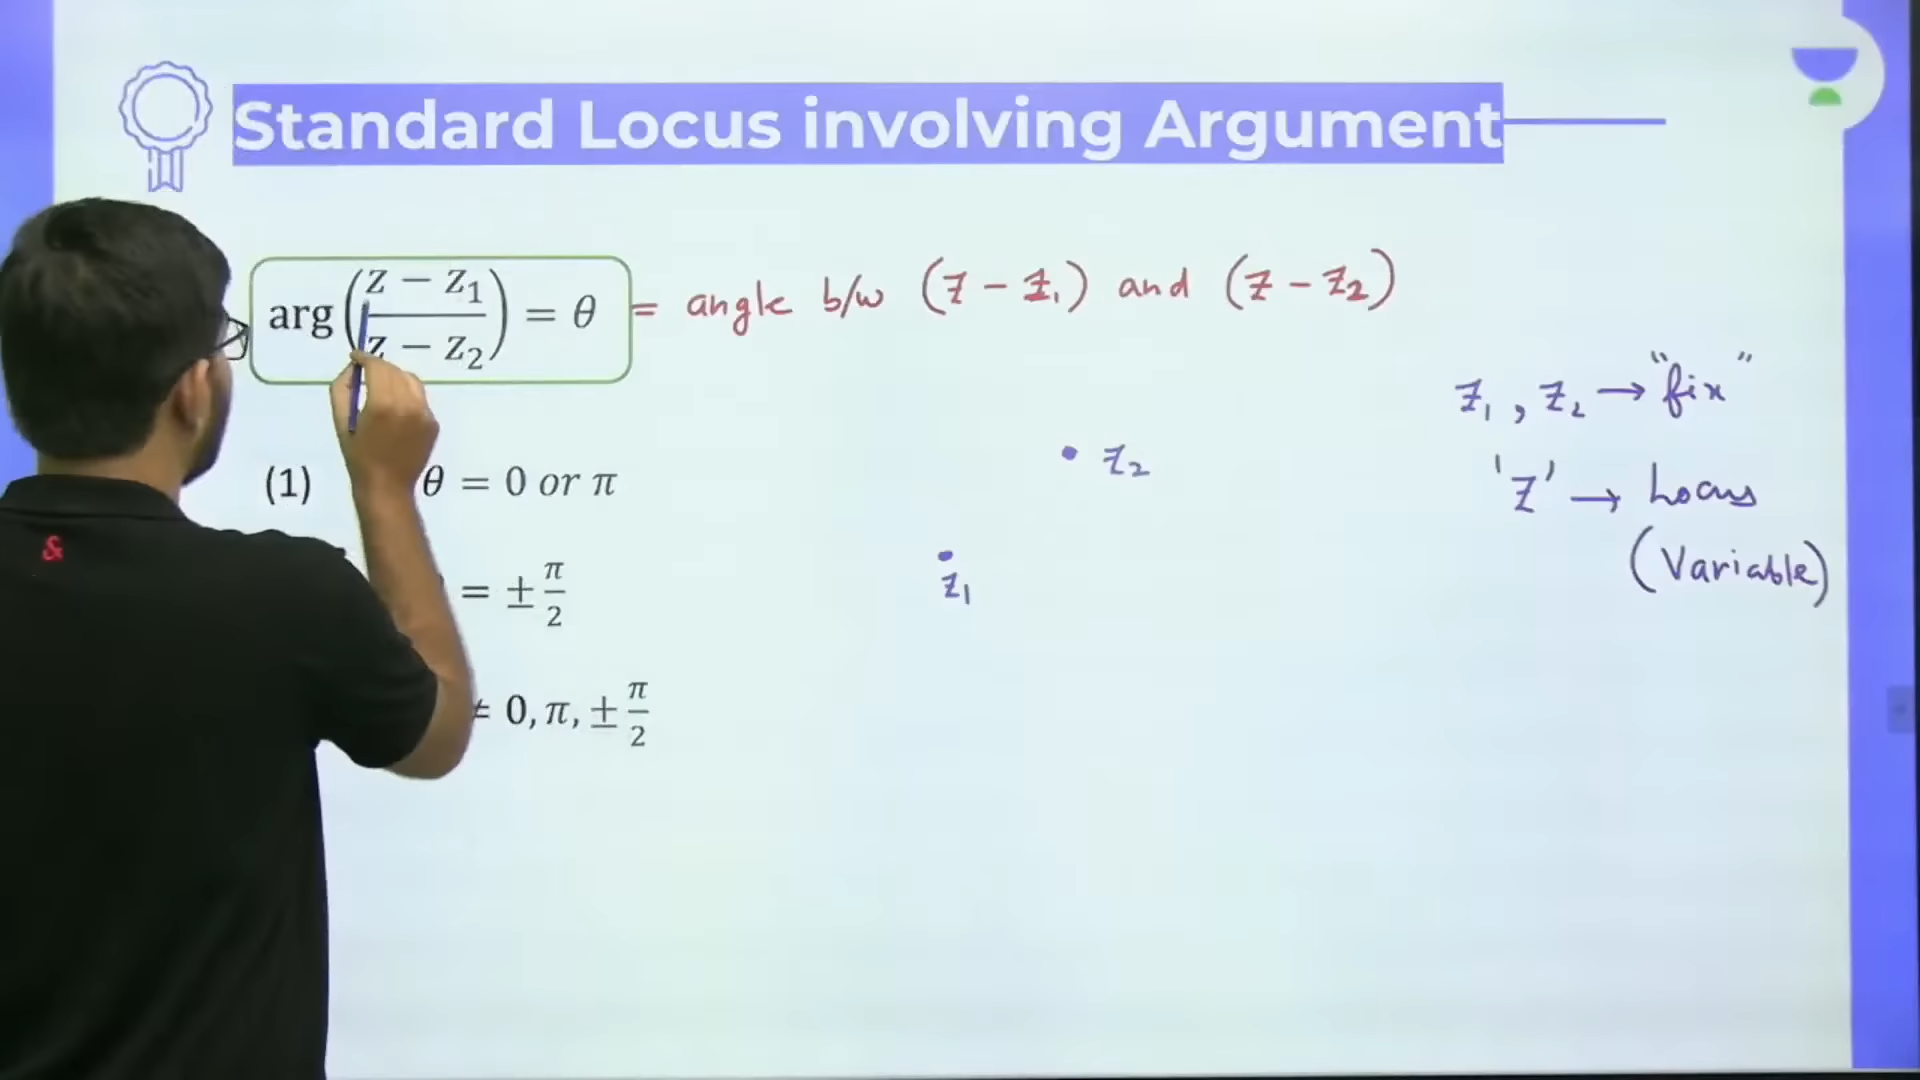 Standard Locus involving Argument
arg((z − z₁)/(z − z₂)) = θ = angle b/w (z − z₁) and (z − z₂)
z₁, z₂ → "fix"
• z₂
(1) θ = 0 or π
'z' → Locus
(Variable)
• z₁
= ± π/2
≠ 0, π, ± π/2
&